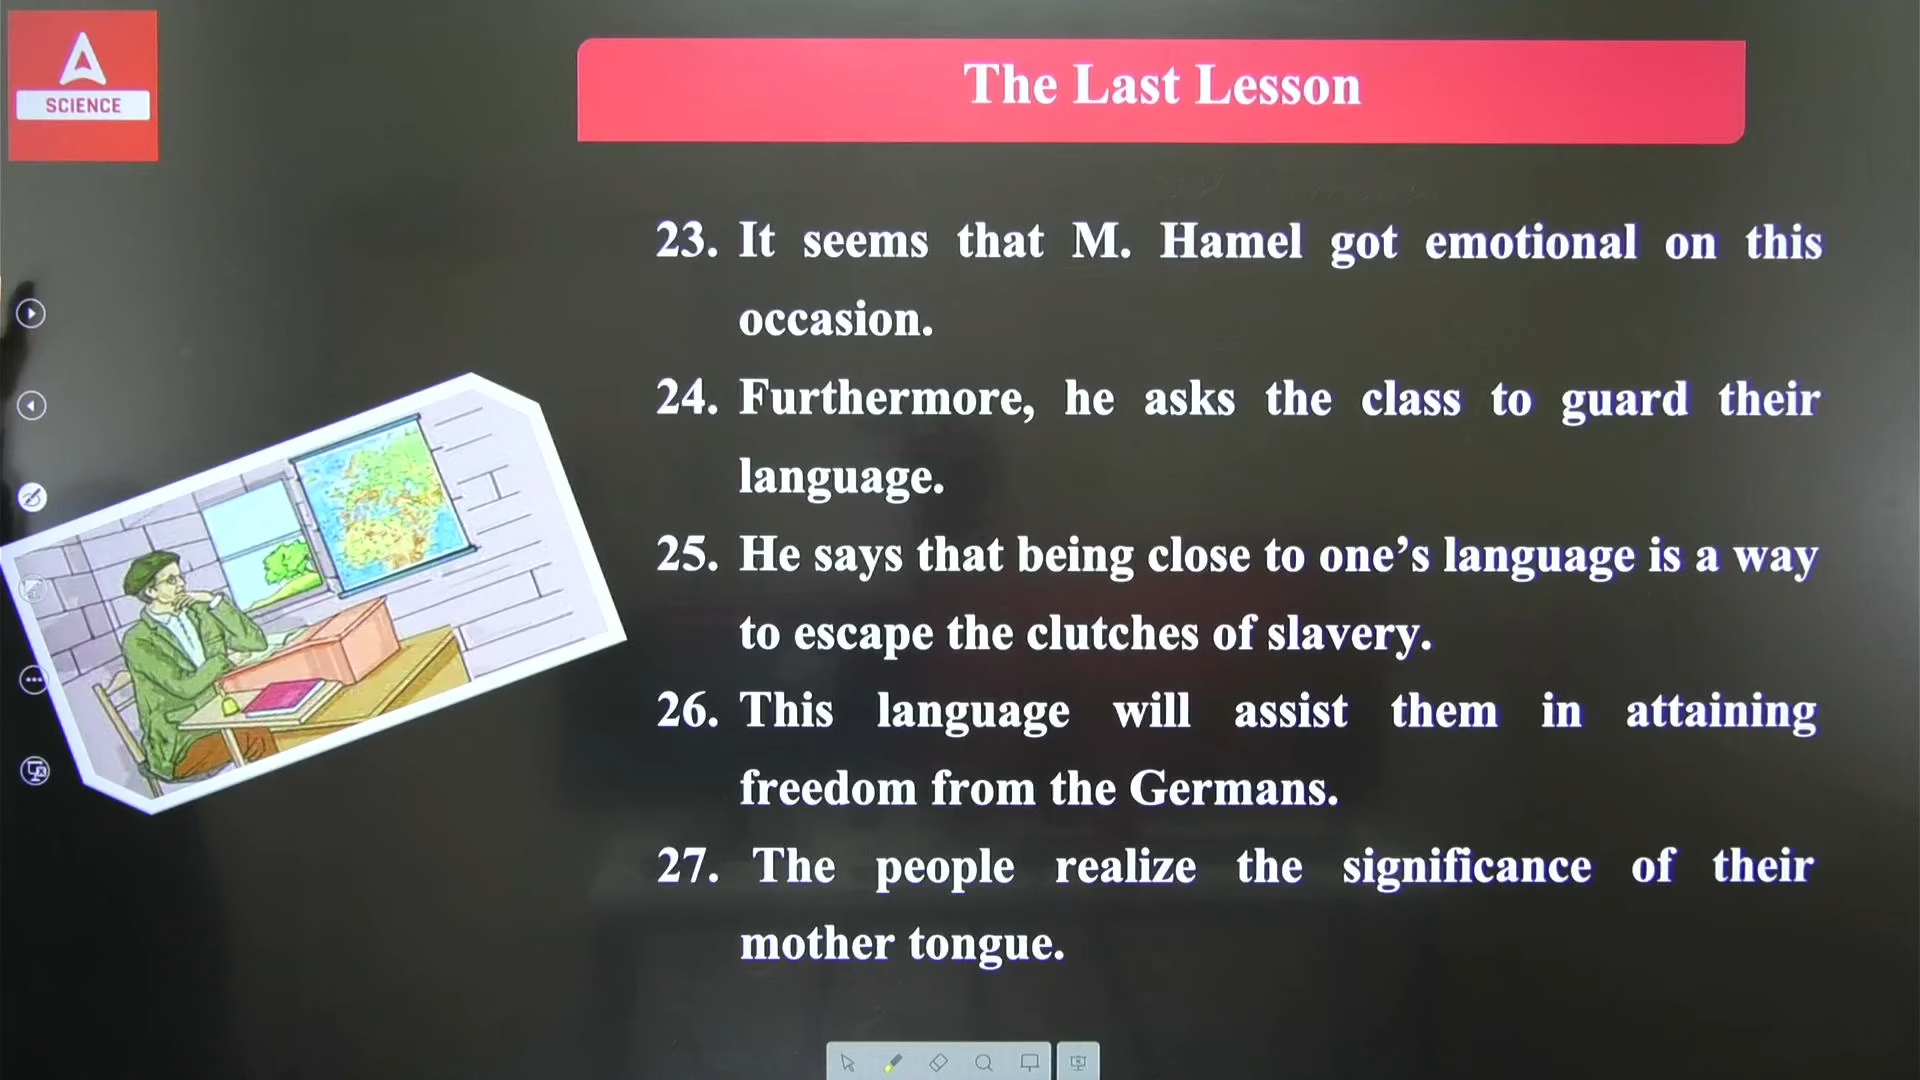 SCIENCE
The Last Lesson
23. It seems that M. Hamel got emotional on this
occasion.
24. Furthermore, he asks the class to guard their
language.
25. He says that being close to one’s language is a way
to escape the clutches of slavery.
26. This language will assist them in attaining
freedom from the Germans.
27. The people realize the significance of their
mother tongue.